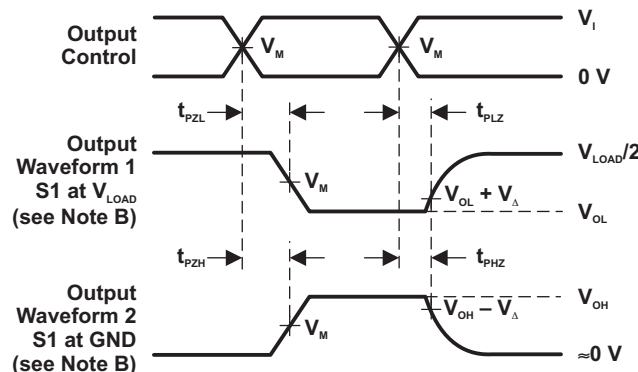 Output
Control
V_M
V_M
V_I
0 V
t_PZL
t_PLZ
Output
Waveform 1
S1 at V_LOAD
(see Note B)
V_M
V_OL + V_Δ
V_LOAD/2
V_OL
t_PZH
t_PHZ
Output
Waveform 2
S1 at GND
(see Note B)
V_M
V_OH – V_Δ
V_OH
≈0 V